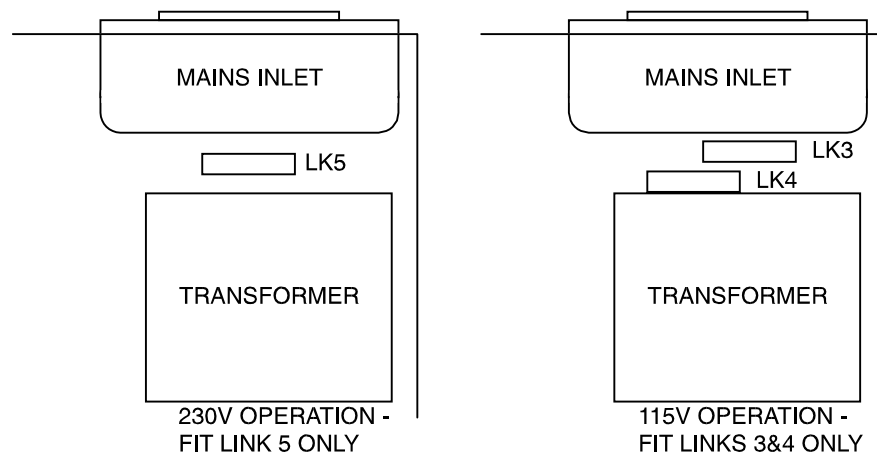 MAINS INLET
LK5
TRANSFORMER
230V OPERATION -
FIT LINK 5 ONLY
MAINS INLET
LK3
LK4
TRANSFORMER
115V OPERATION -
FIT LINKS 3&4 ONLY